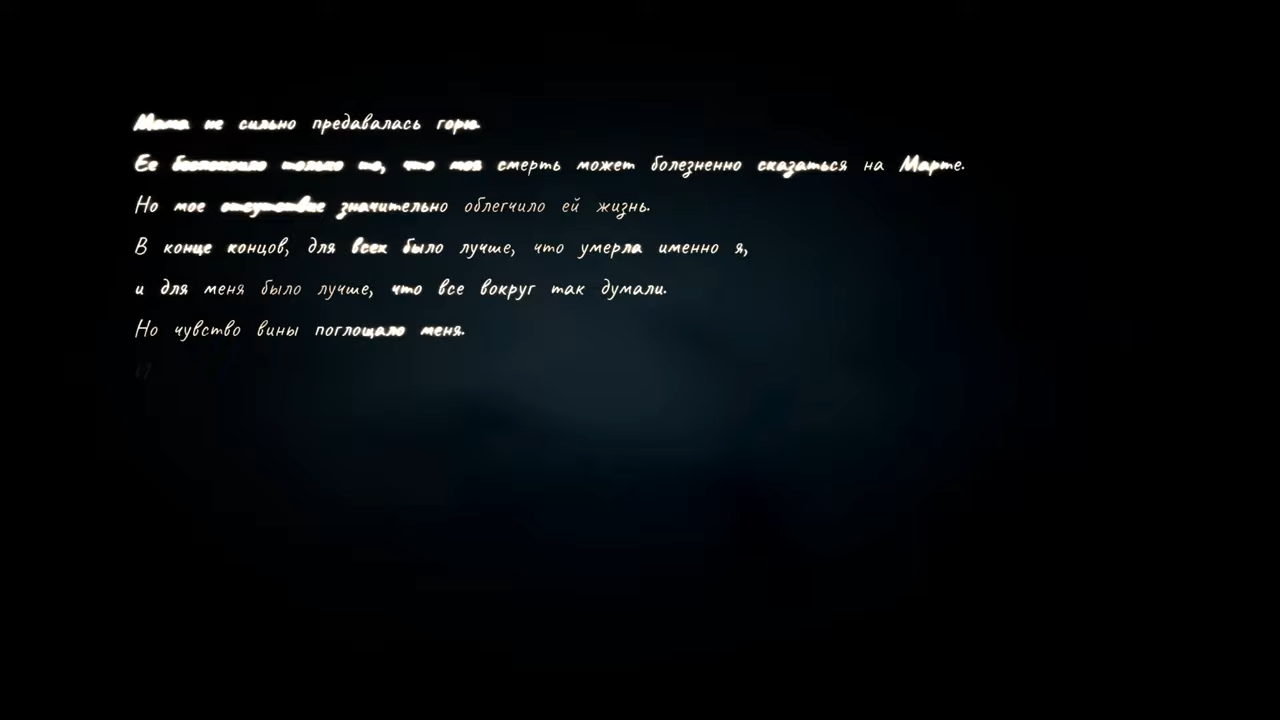 Мама не сильно предавалась горю.
Ее беспокоило только то, что моя смерть может болезненно сказаться на Марте.
Но мое отсутствие значительно облегчило ей жизнь.
В конце концов, для всех было лучше, что умерла именно я,
и для меня было лучше, что все вокруг так думали.
Но чувство вины поглощало меня.
И